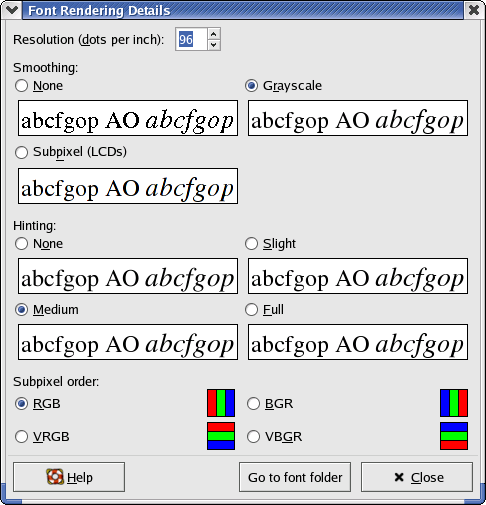 Font Rendering Details
Resolution (dots per inch): 96
Smoothing:
None Grayscale
abcfgop AO abcfgop abcfgop AO abcfgop
Subpixel (LCDs)
abcfgop AO abcfgop
Hinting:
None Slight
abcfgop AO abcfgop abcfgop AO abcfgop
Medium Full
abcfgop AO abcfgop abcfgop AO abcfgop
Subpixel order:
RGB BGR
VRGB VBGR
Help Go to font folder Close